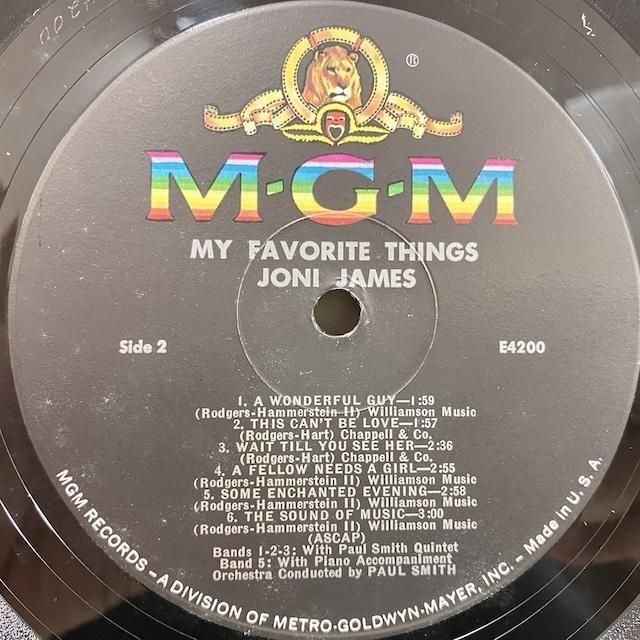 ®
M·G·M
MY FAVORITE THINGS
JONI JAMES
Side 2
E4200
1. A WONDERFUL GUY—1:59
(Rodgers-Hammerstein II) Williamson Music
2. THIS CAN'T BE LOVE—1:57
(Rodgers-Hart) Chappell & Co.
3. WAIT TILL YOU SEE HER—2:36
(Rodgers-Hart) Chappell & Co.
4. A FELLOW NEEDS A GIRL—2:55
(Rodgers-Hammerstein II) Williamson Music
5. SOME ENCHANTED EVENING—2:58
(Rodgers-Hammerstein II) Williamson Music
6. THE SOUND OF MUSIC—3:00
(Rodgers-Hammerstein II) Williamson Music
(ASCAP)
Bands 1-2-3: With Paul Smith Quintet
Band 5: With Piano Accompaniment
Orchestra Conducted by PAUL SMITH
MGM RECORDS – A DIVISION OF METRO-GOLDWYN-MAYER, INC. – Made in U. S. A.